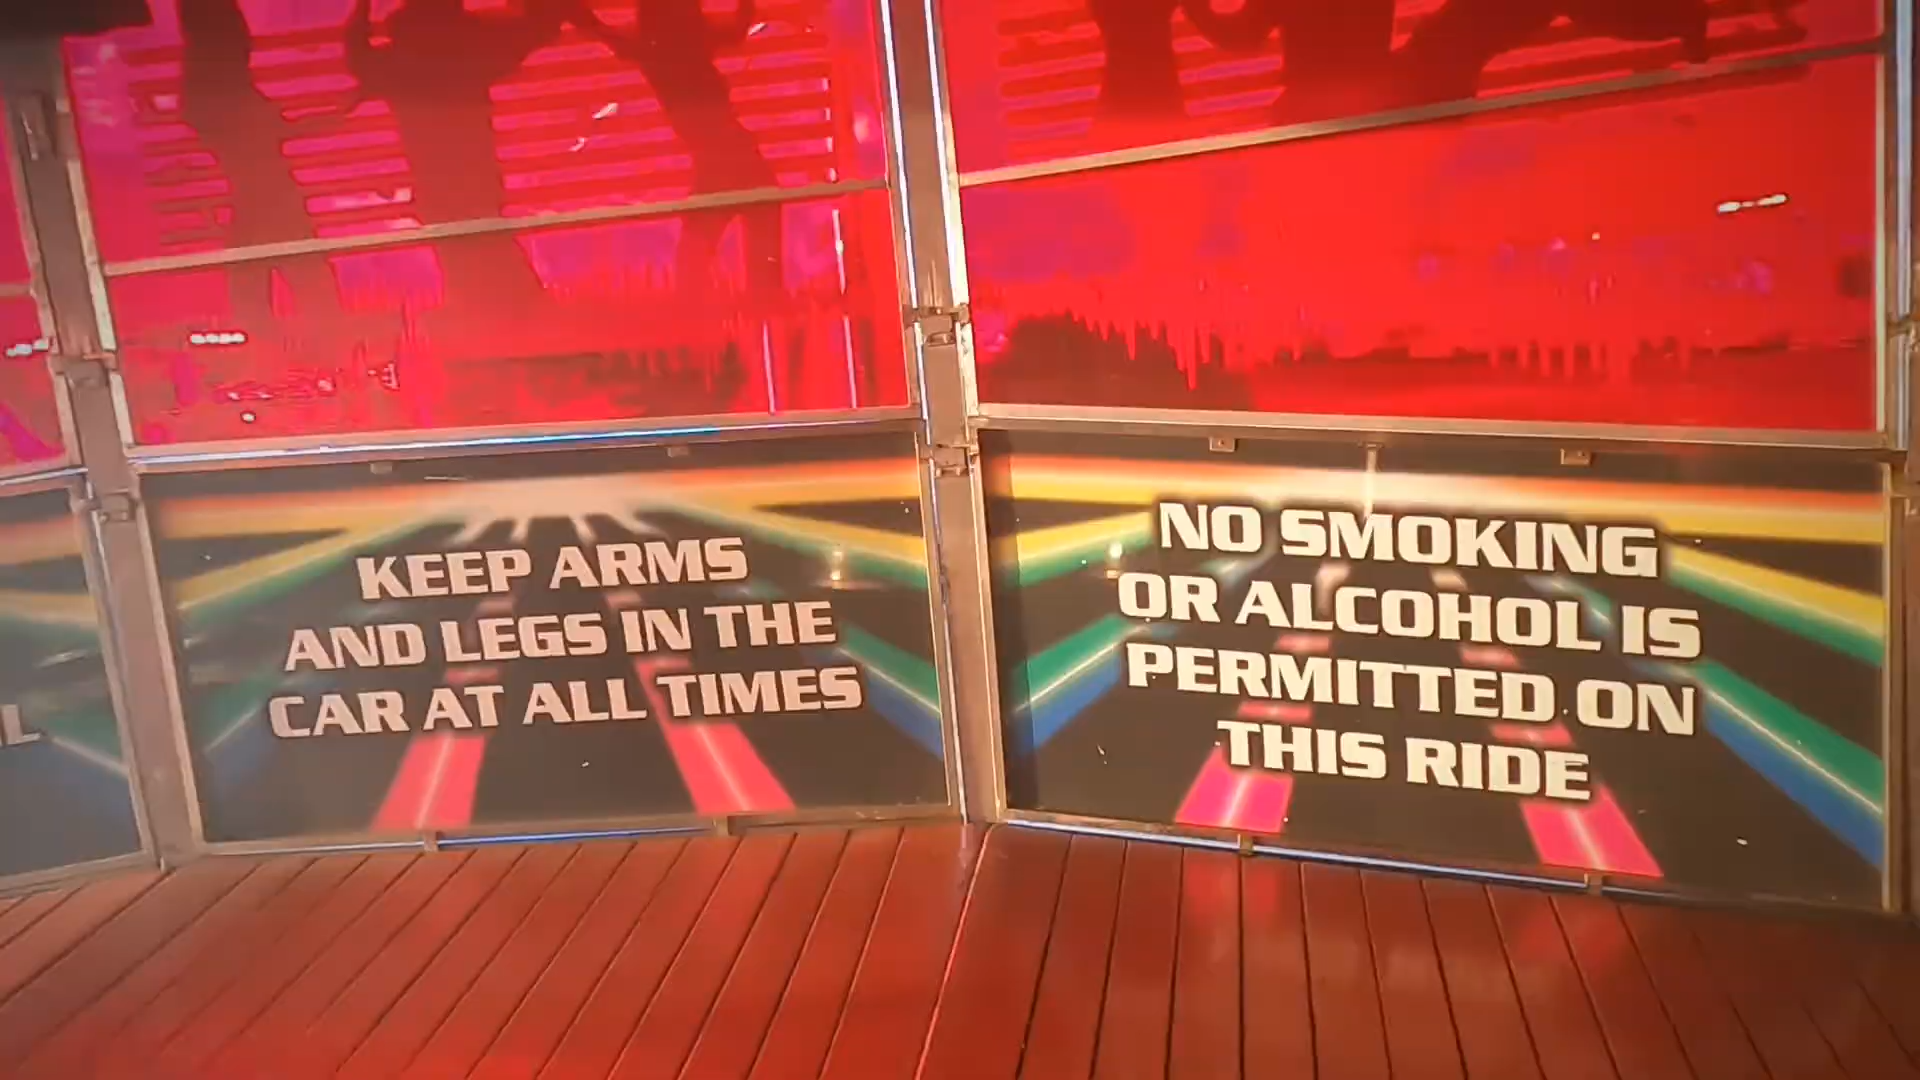 KEEP ARMS
AND LEGS IN THE
CAR AT ALL TIMES
NO SMOKING
OR ALCOHOL IS
PERMITTED ON
THIS RIDE